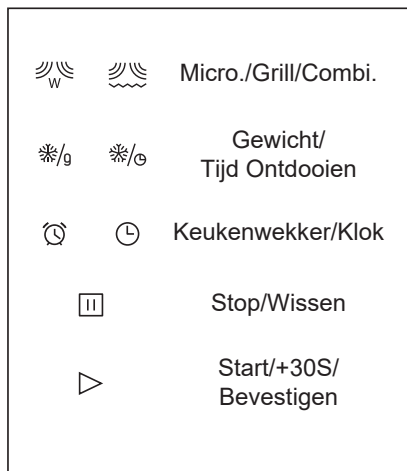 W Micro./Grill/Combi.
/g Gewicht/
Tijd Ontdooien
Keukenwekker/Klok
Stop/Wissen
Start/+30S/
Bevestigen